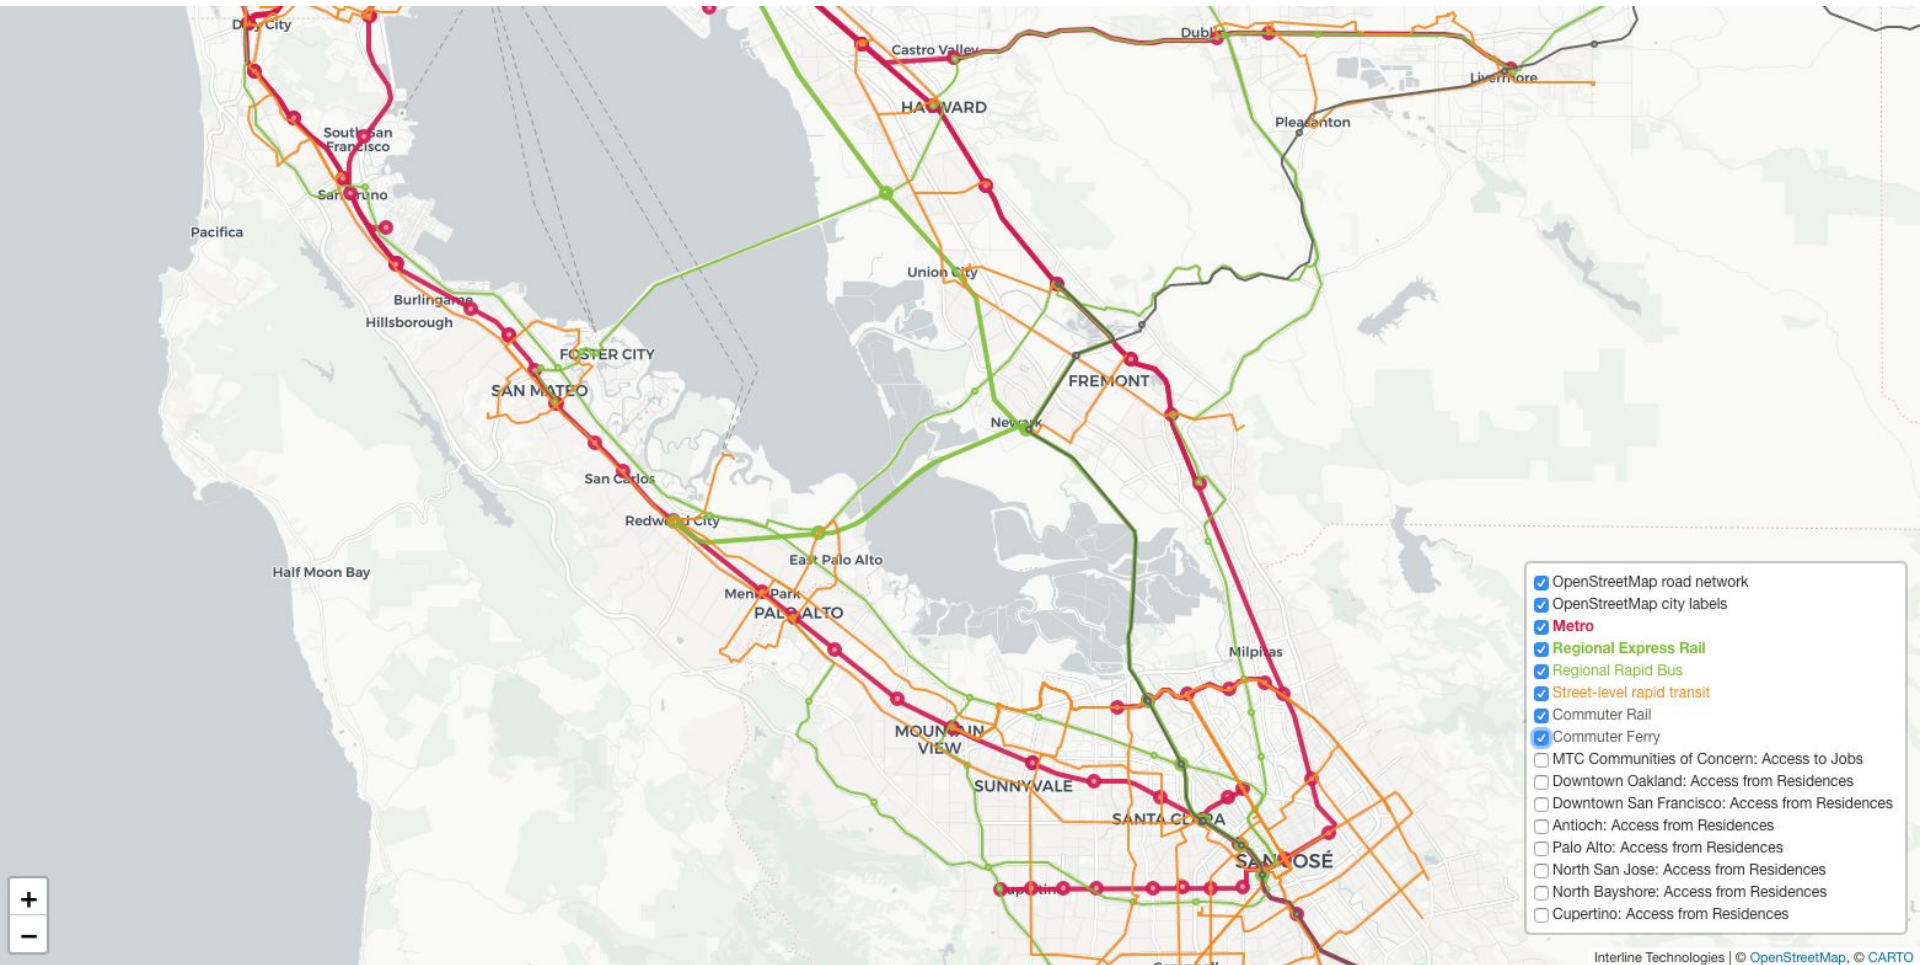 Daly City
Castro Valley
Dublin
Livermore
HAYWARD
Pleasanton
South San
Francisco
San Bruno
Pacifica
Union City
Burlingame
Hillsborough
FOSTER CITY
SAN MATEO
FREMONT
Newark
San Carlos
Redwood City
East Palo Alto
Half Moon Bay
Menlo Park
PALO ALTO
Milpitas
MOUNTAIN
VIEW
SUNNYVALE
SANTA CLARA
SAN JOSÉ
Cupertino
OpenStreetMap road network
OpenStreetMap city labels
Metro
Regional Express Rail
Regional Rapid Bus
Street-level rapid transit
Commuter Rail
Commuter Ferry
MTC Communities of Concern: Access to Jobs
Downtown Oakland: Access from Residences
Downtown San Francisco: Access from Residences
Antioch: Access from Residences
Palo Alto: Access from Residences
North San Jose: Access from Residences
North Bayshore: Access from Residences
Cupertino: Access from Residences
+
−
Interline Technologies | © OpenStreetMap, © CARTO